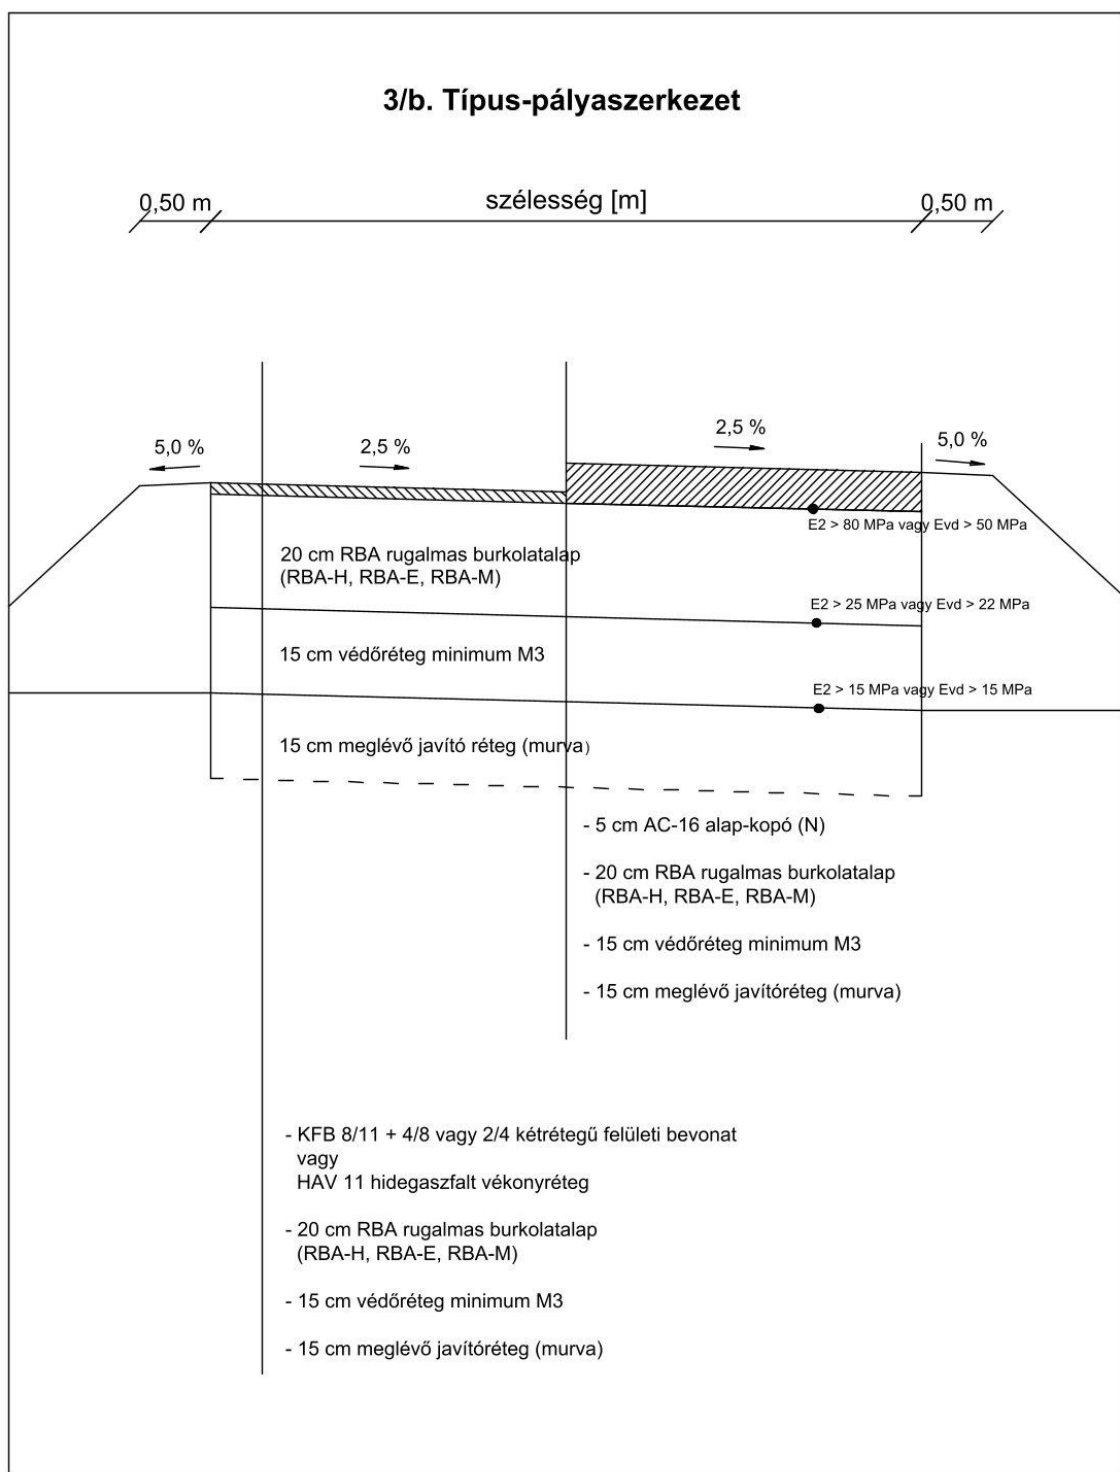 3/b. Típus-pályaszerkezet
0,50 m
szélesség [m]
0,50 m
5,0 %
2,5 %
2,5 %
5,0 %
E2 > 80 MPa vagy Evd > 50 MPa
20 cm RBA rugalmas burkolatalap
(RBA-H, RBA-E, RBA-M)
E2 > 25 MPa vagy Evd > 22 MPa
15 cm védőréteg minimum M3
E2 > 15 MPa vagy Evd > 15 MPa
15 cm meglévő javító réteg (murva)
- 5 cm AC-16 alap-kopó (N)
- 20 cm RBA rugalmas burkolatalap
(RBA-H, RBA-E, RBA-M)
- 15 cm védőréteg minimum M3
- 15 cm meglévő javítóréteg (murva)
- KFB 8/11 + 4/8 vagy 2/4 kétrétegű felületi bevonat
vagy
HAV 11 hidegaszfalt vékonyréteg
- 20 cm RBA rugalmas burkolatalap
(RBA-H, RBA-E, RBA-M)
- 15 cm védőréteg minimum M3
- 15 cm meglévő javítóréteg (murva)